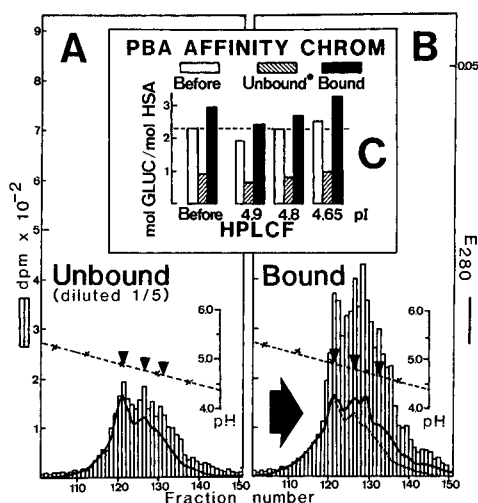 A
B
PBA AFFINITY CHROM
Before Unbound* Bound
mol GLUC/mol HSA
3
2
1
C
Before 4.9 4.8 4.65 pI
HPLCF
dpm x 10-2
9
8
7
6
5
4
3
2
1
0.05
E280
Unbound
(diluted 1/5)
Bound
6.0
5.0
4.0
pH
6.0
5.0
4.0
pH
110 120 130 140 150
110 120 130 140 150
Fraction number